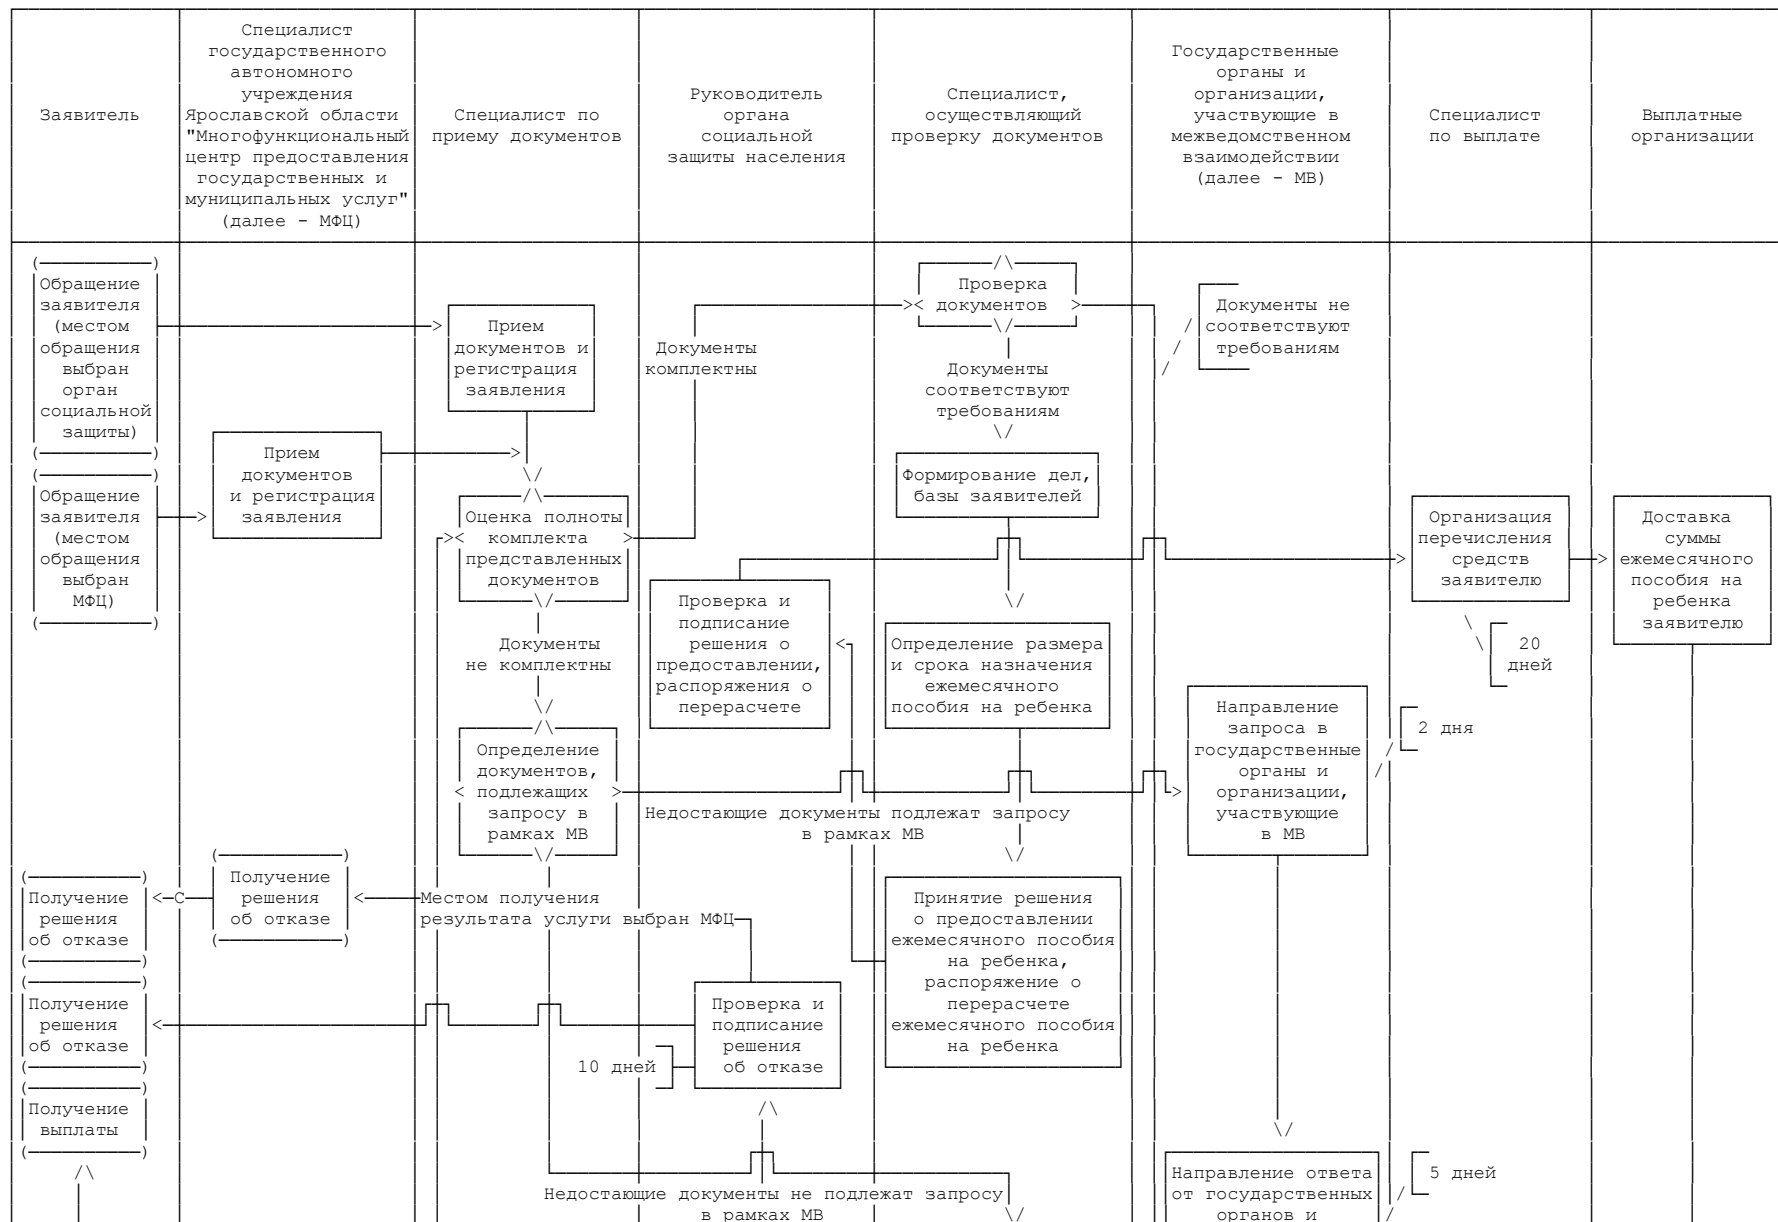 Заявитель
Специалист
государственного
автономного
учреждения
Ярославской области
"Многофункциональный
центр предоставления
государственных и
муниципальных услуг"
(далее - МФЦ)
Специалист по
приему документов
Руководитель
органа
социальной
защиты населения
Специалист,
осуществляющий
проверку документов
Государственные
органы и
организации,
участвующие в
межведомственном
взаимодействии
(далее - МВ)
Специалист
по выплате
Выплатные
организации
Обращение
заявителя
(местом
обращения
выбран
орган
социальной
защиты)
Прием
документов и
регистрация
заявления
Документы
комплектны
Проверка
документов
Документы не
соответствуют
требованиям
Документы
соответствуют
требованиям
Обращение
заявителя
(местом
обращения
выбран
МФЦ)
Прием
документов
и регистрация
заявления
Оценка полноты
комплекта
представленных
документов
Формирование дел,
базы заявителей
Организация
перечисления
средств
заявителю
Доставка
суммы
ежемесячного
пособия на
ребенка
заявителю
20
дней
Документы
не комплектны
Проверка и
подписание
решения о
предоставлении,
распоряжения о
перерасчете
Определение размера
и срока назначения
ежемесячного
пособия на ребенка
Направление
запроса в
государственные
органы и
организации,
участвующие
в МВ
2 дня
Определение
документов,
подлежащих
запросу в
рамках МВ
Недостающие документы подлежат запросу
в рамках МВ
Получение
решения
об отказе
С
Получение
решения
об отказе
Местом получения
результата услуги выбран МФЦ
Принятие решения
о предоставлении
ежемесячного пособия
на ребенка,
распоряжение о
перерасчете
ежемесячного пособия
на ребенка
Получение
решения
об отказе
Проверка и
подписание
решения
об отказе
10 дней
Получение
выплаты
Недостающие документы не подлежат запросу
в рамках МВ
Направление ответа
от государственных
органов и
5 дней